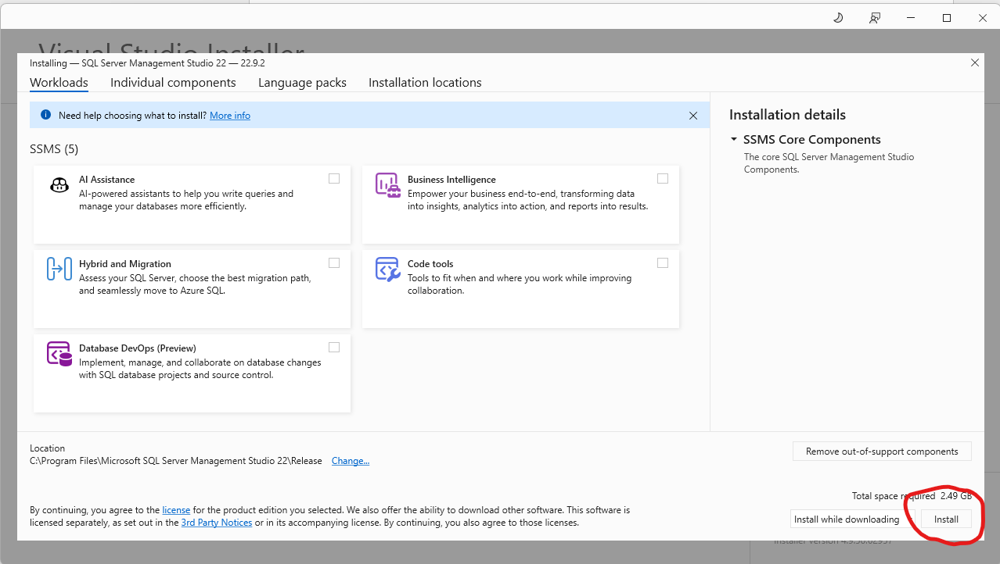 Visual Studio Installer
Installing — SQL Server Management Studio 22 — 22.9.2
Workloads Individual components Language packs Installation locations
Need help choosing what to install? More info
SSMS (5)
AI Assistance
AI-powered assistants to help you write queries and
manage your databases more efficiently.
Business Intelligence
Empower your business end-to-end, transforming data
into insights, analytics into action, and reports into results.
Hybrid and Migration
Assess your SQL Server, choose the best migration path,
and seamlessly move to Azure SQL.
Code tools
Tools to fit when and where you work while improving
collaboration.
Database DevOps (Preview)
Implement, manage, and collaborate on database changes
with SQL database projects and source control.
Installation details
SSMS Core Components
The core SQL Server Management Studio
Components.
Location
C:\Program Files\Microsoft SQL Server Management Studio 22\Release Change...
Remove out-of-support components
Total space required 2.49 GB
By continuing, you agree to the license for the product edition you selected. We also offer the ability to download other software. This software is
licensed separately, as set out in the 3rd Party Notices or in its accompanying license. By continuing, you also agree to those licenses.
Install while downloading
Install
Installer version